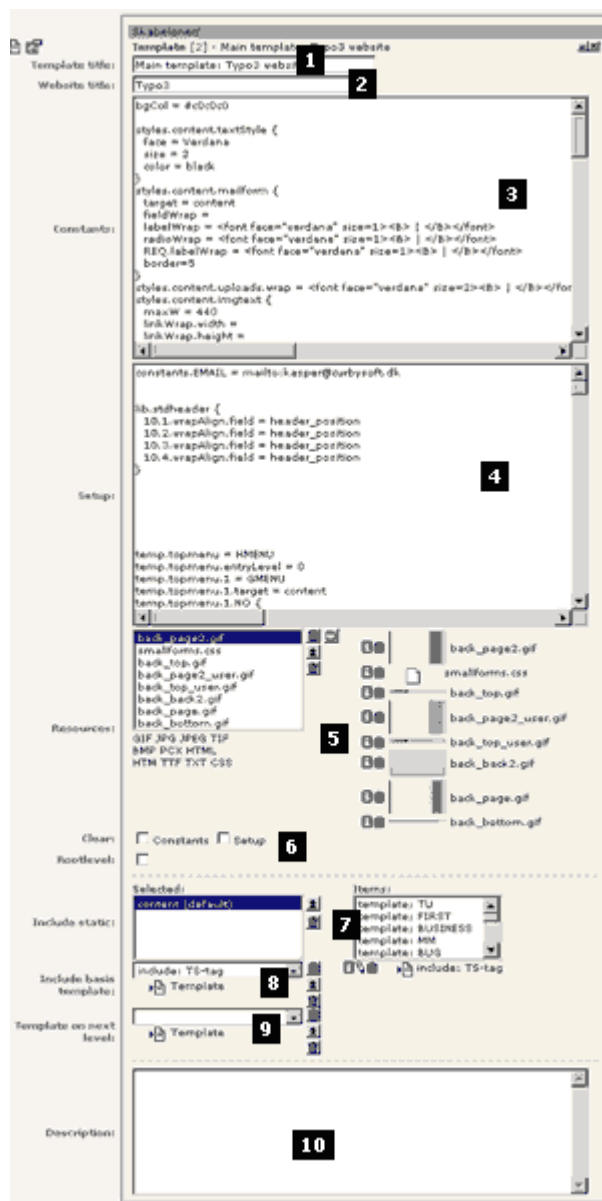 Skabeloner
Template [2] - Main template: Typo3 website
Template title:
Main template: Typo3 website
1
Website title:
Typo3
2
Constants:
bgCol = #c0c0c0
styles.content.textStyle {
face = Verdana
size = 2
color = black
}
styles.content.mailform {
target = content
fieldWrap =
labelWrap = <font face="verdana" size=1><B> | </B></font>
radioWrap = <font face="verdana" size=1><B> | </B></font>
REQ.labelWrap = <font face="verdana" size=1><B> | </B></font>
border=5
}
styles.content.uploads.wrap = <font face="verdana" size=2><B> | </B></for
styles.content.imgtext {
maxW = 440
linkWrap.width =
linkWrap.height =
3
Setup:
constants.EMAIL = mailto:kasper@curbysoft.dk
lib.stdheader {
10.1.wrapAlign.field = header_position
10.2.wrapAlign.field = header_position
10.3.wrapAlign.field = header_position
10.4.wrapAlign.field = header_position
}
4
temp.topmenu = HMENU
temp.topmenu.entryLevel = 0
temp.topmenu.1 = GMENU
temp.topmenu.1.target = content
temp.topmenu.1.NO {
Resources:
back_page2.gif
smallforms.css
back_top.gif
back_page2_user.gif
back_top_user.gif
back_back2.gif
back_page.gif
back_bottom.gif
GIF JPG JPEG TIF
BMP PCX HTML
HTM TTF TXT CSS
5
back_page2.gif
smallforms.css
back_top.gif
back_page2_user.gif
back_top_user.gif
back_back2.gif
back_page.gif
back_bottom.gif
Clear:
Constants
Setup
6
Rootlevel:
Include static:
Selected:
content (default)
7
Items:
template; TU
template; FIRST
template; BUSINESS
template; MM
template; BUG
Include basis
template:
include: TS-tag
Template
8
include: TS-tag
Template on next
level:
Template
9
Description:
10